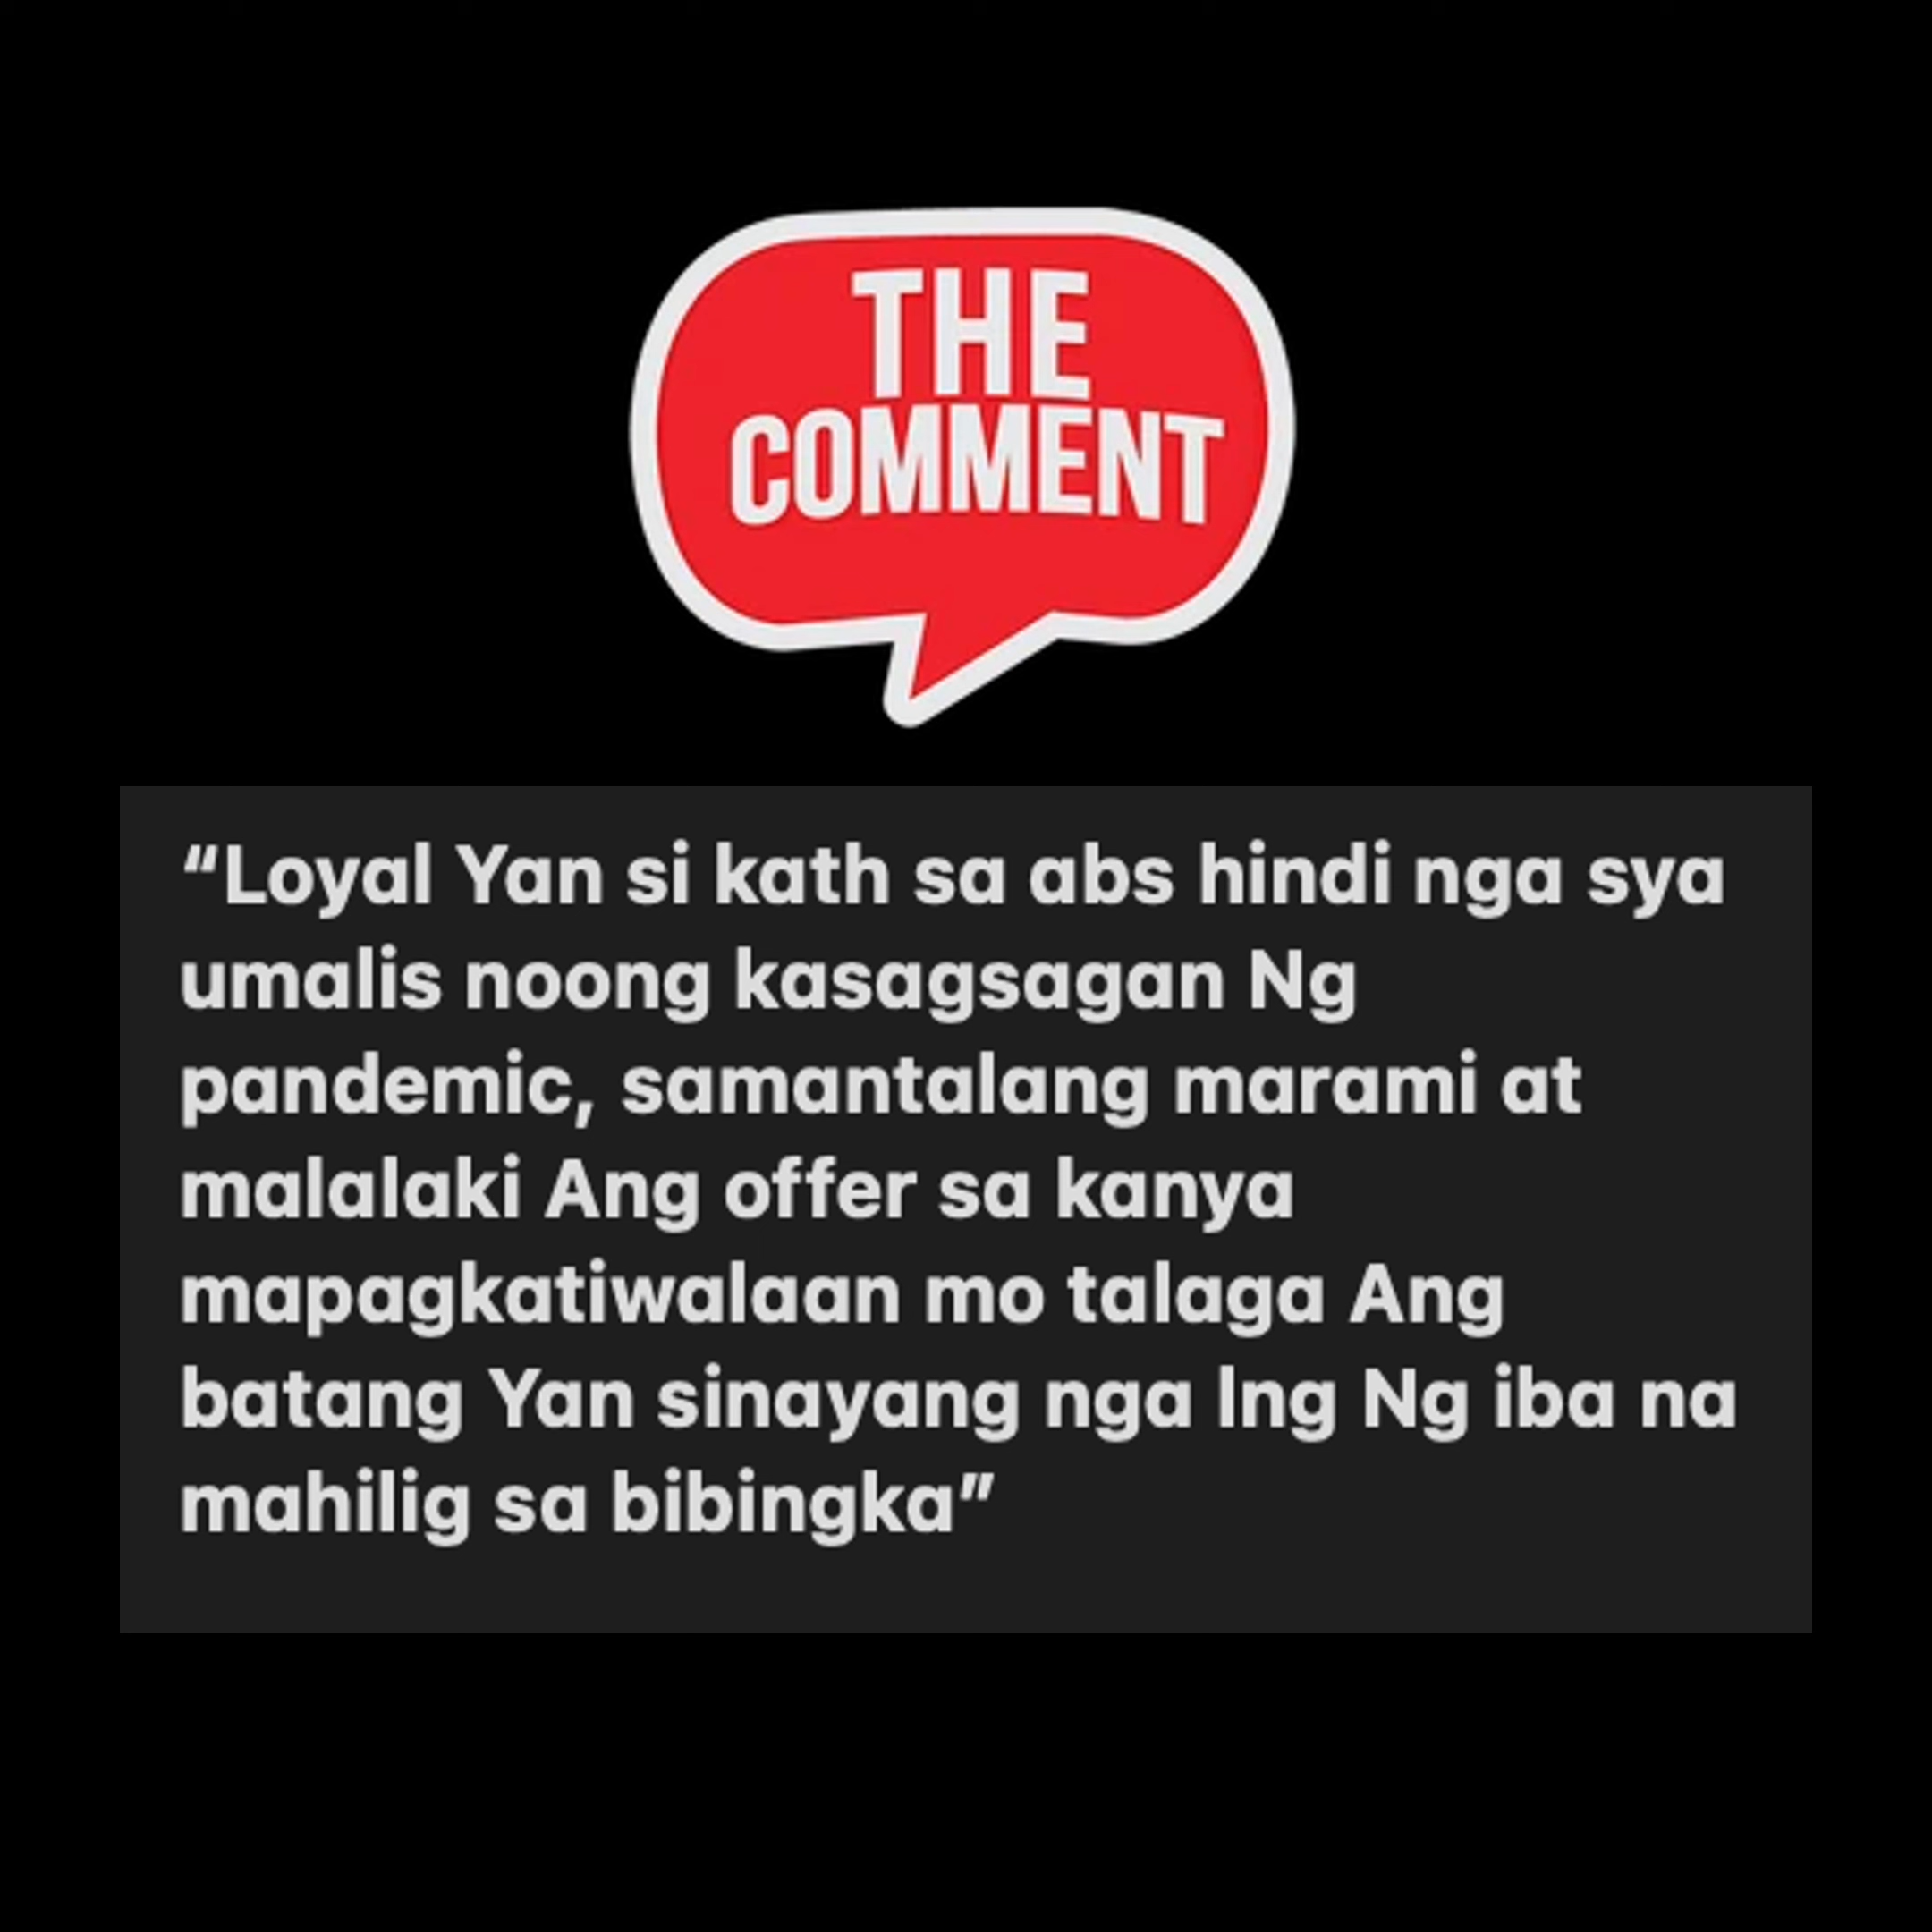 THE
COMMENT
“Loyal Yan si kath sa abs hindi nga sya
umalis noong kasagsagan Ng
pandemic, samantalang marami at
malalaki Ang offer sa kanya
mapagkatiwalaan mo talaga Ang
batang Yan sinayang nga lng Ng iba na
mahilig sa bibingka”